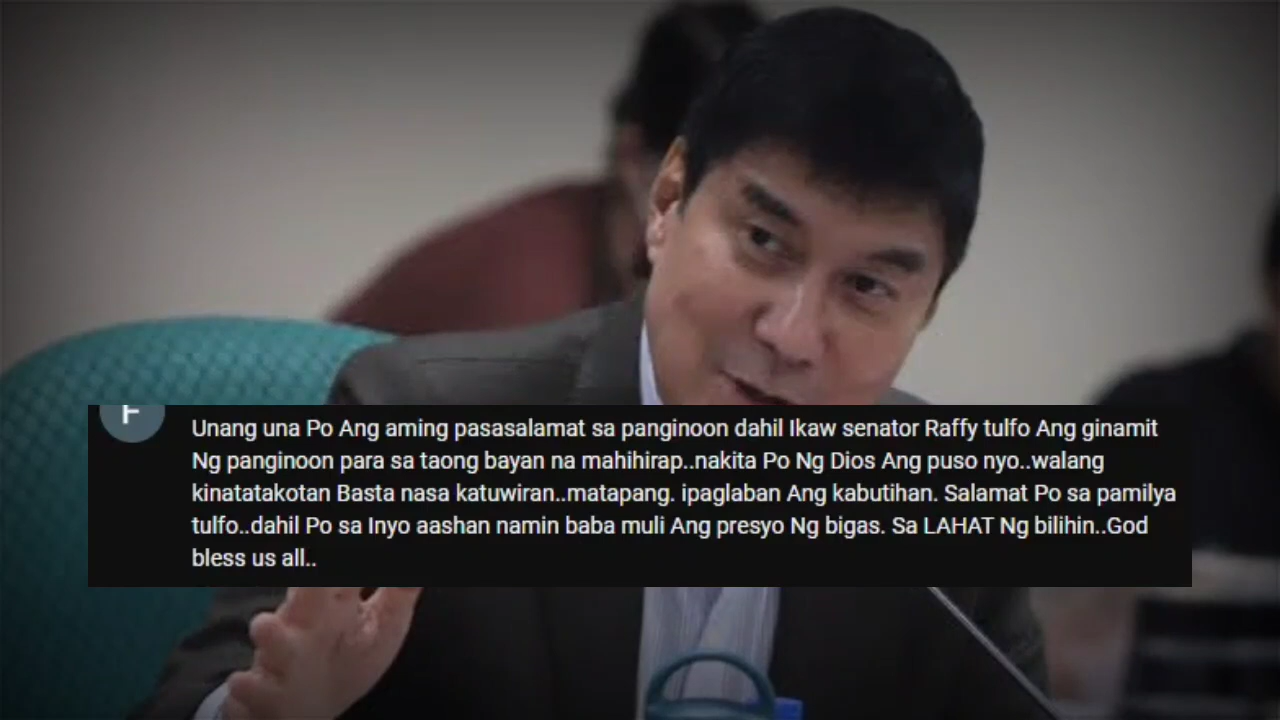 F
Unang una Po Ang aming pasasalamat sa panginoon dahil Ikaw senator Raffy tulfo Ang ginamit
Ng panginoon para sa taong bayan na mahihirap..nakita Po Ng Dios Ang puso nyo..walang
kinatatakotan Basta nasa katuwiran..matapang. ipaglaban Ang kabutihan. Salamat Po sa pamilya
tulfo..dahil Po sa Inyo aashan namin baba muli Ang presyo Ng bigas. Sa LAHAT Ng bilihin..God
bless us all..